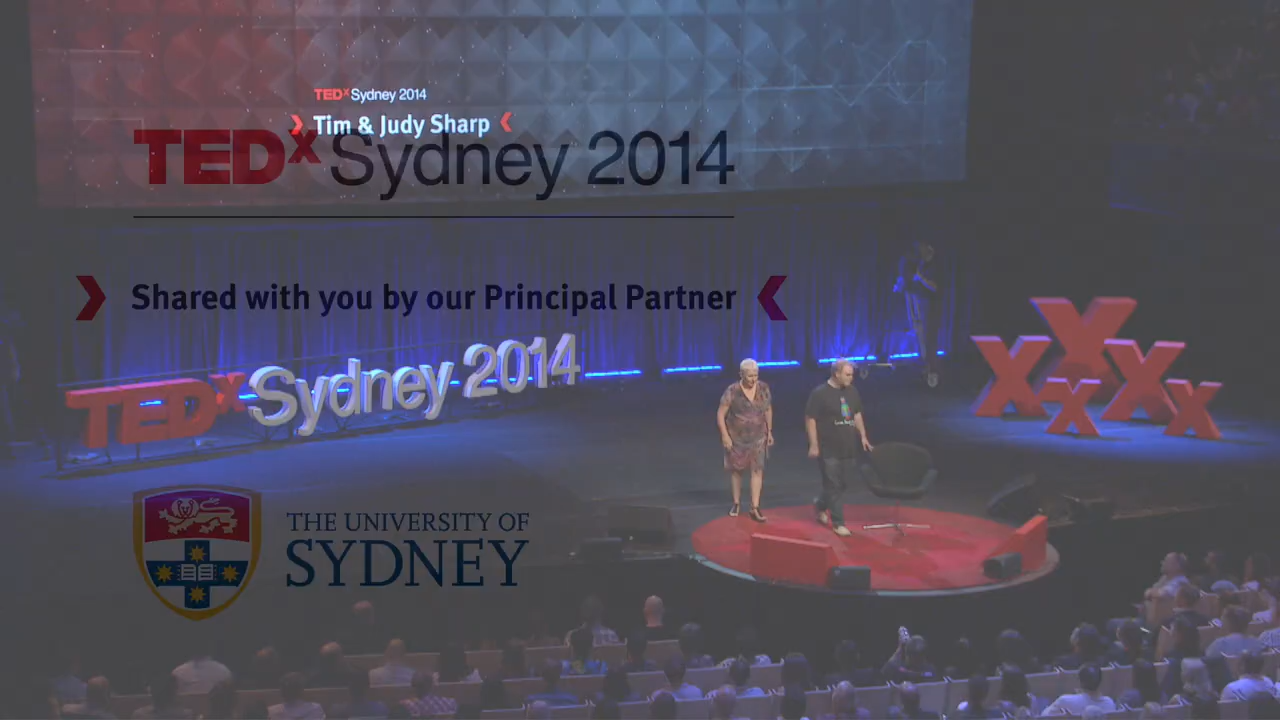 TEDxSydney 2014
Tim & Judy Sharp
TEDxSydney 2014
Shared with you by our Principal Partner
TEDxSydney 2014
X X X X X
THE UNIVERSITY OF
SYDNEY